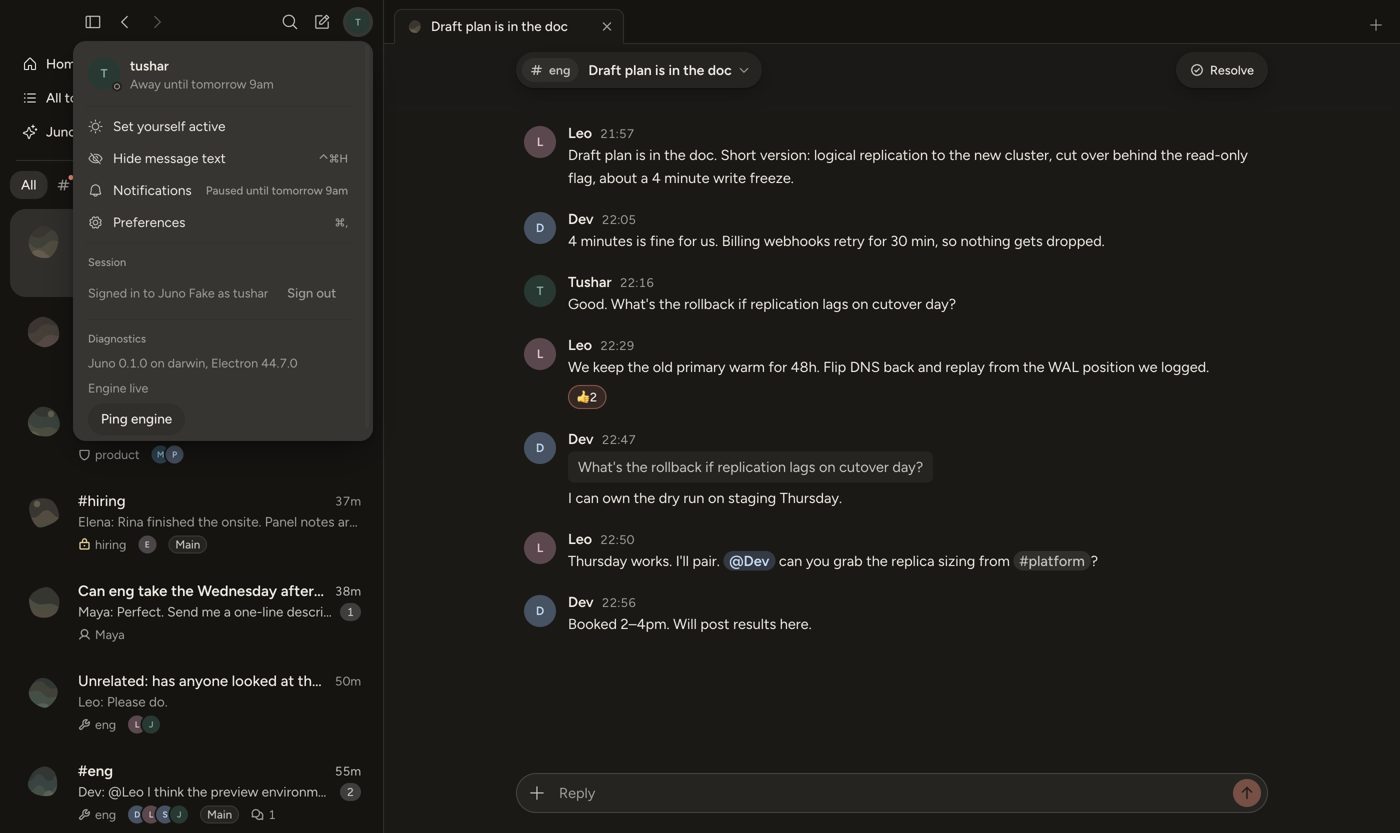 T
Draft plan is in the doc
Hom
All to
Juno
All #
T
tushar
Away until tomorrow 9am
Set yourself active
Hide message text ^⌘H
Notifications Paused until tomorrow 9am
Preferences ⌘,
Session
Signed in to Juno Fake as tushar Sign out
Diagnostics
Juno 0.1.0 on darwin, Electron 44.7.0
Engine live
Ping engine
product M P
#hiring 37m
Elena: Rina finished the onsite. Panel notes ar...
hiring E Main
Can eng take the Wednesday after... 38m
Maya: Perfect. Send me a one-line descri... 1
Maya
Unrelated: has anyone looked at th... 50m
Leo: Please do.
eng L J
#eng 55m
Dev: @Leo I think the preview environm... 2
eng D L S J Main 1
# eng Draft plan is in the doc
Resolve
L
Leo 21:57
Draft plan is in the doc. Short version: logical replication to the new cluster, cut over behind the read-only
flag, about a 4 minute write freeze.
D
Dev 22:05
4 minutes is fine for us. Billing webhooks retry for 30 min, so nothing gets dropped.
T
Tushar 22:16
Good. What's the rollback if replication lags on cutover day?
L
Leo 22:29
We keep the old primary warm for 48h. Flip DNS back and replay from the WAL position we logged.
👍2
D
Dev 22:47
What's the rollback if replication lags on cutover day?
I can own the dry run on staging Thursday.
L
Leo 22:50
Thursday works. I'll pair. @Dev can you grab the replica sizing from #platform?
D
Dev 22:56
Booked 2–4pm. Will post results here.
Reply